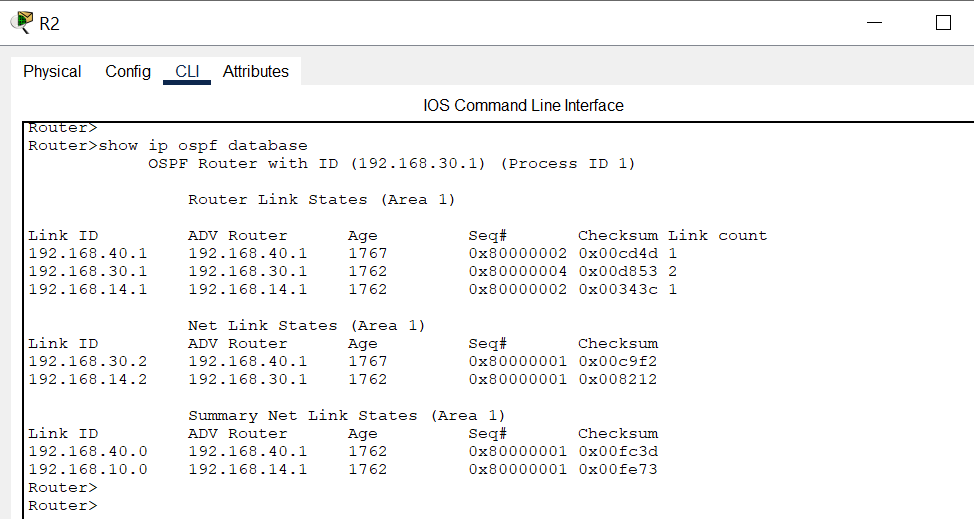 R2
Physical Config CLI Attributes
IOS Command Line Interface
Router>
Router>show ip ospf database
OSPF Router with ID (192.168.30.1) (Process ID 1)
Router Link States (Area 1)
Link ID ADV Router Age Seq# Checksum Link count
192.168.40.1 192.168.40.1 1767 0x80000002 0x00cd4d 1
192.168.30.1 192.168.30.1 1762 0x80000004 0x00d853 2
192.168.14.1 192.168.14.1 1762 0x80000002 0x00343c 1
Net Link States (Area 1)
Link ID ADV Router Age Seq# Checksum
192.168.30.2 192.168.40.1 1767 0x80000001 0x00c9f2
192.168.14.2 192.168.30.1 1762 0x80000001 0x008212
Summary Net Link States (Area 1)
Link ID ADV Router Age Seq# Checksum
192.168.40.0 192.168.40.1 1762 0x80000001 0x00fc3d
192.168.10.0 192.168.14.1 1762 0x80000001 0x00fe73
Router>
Router>